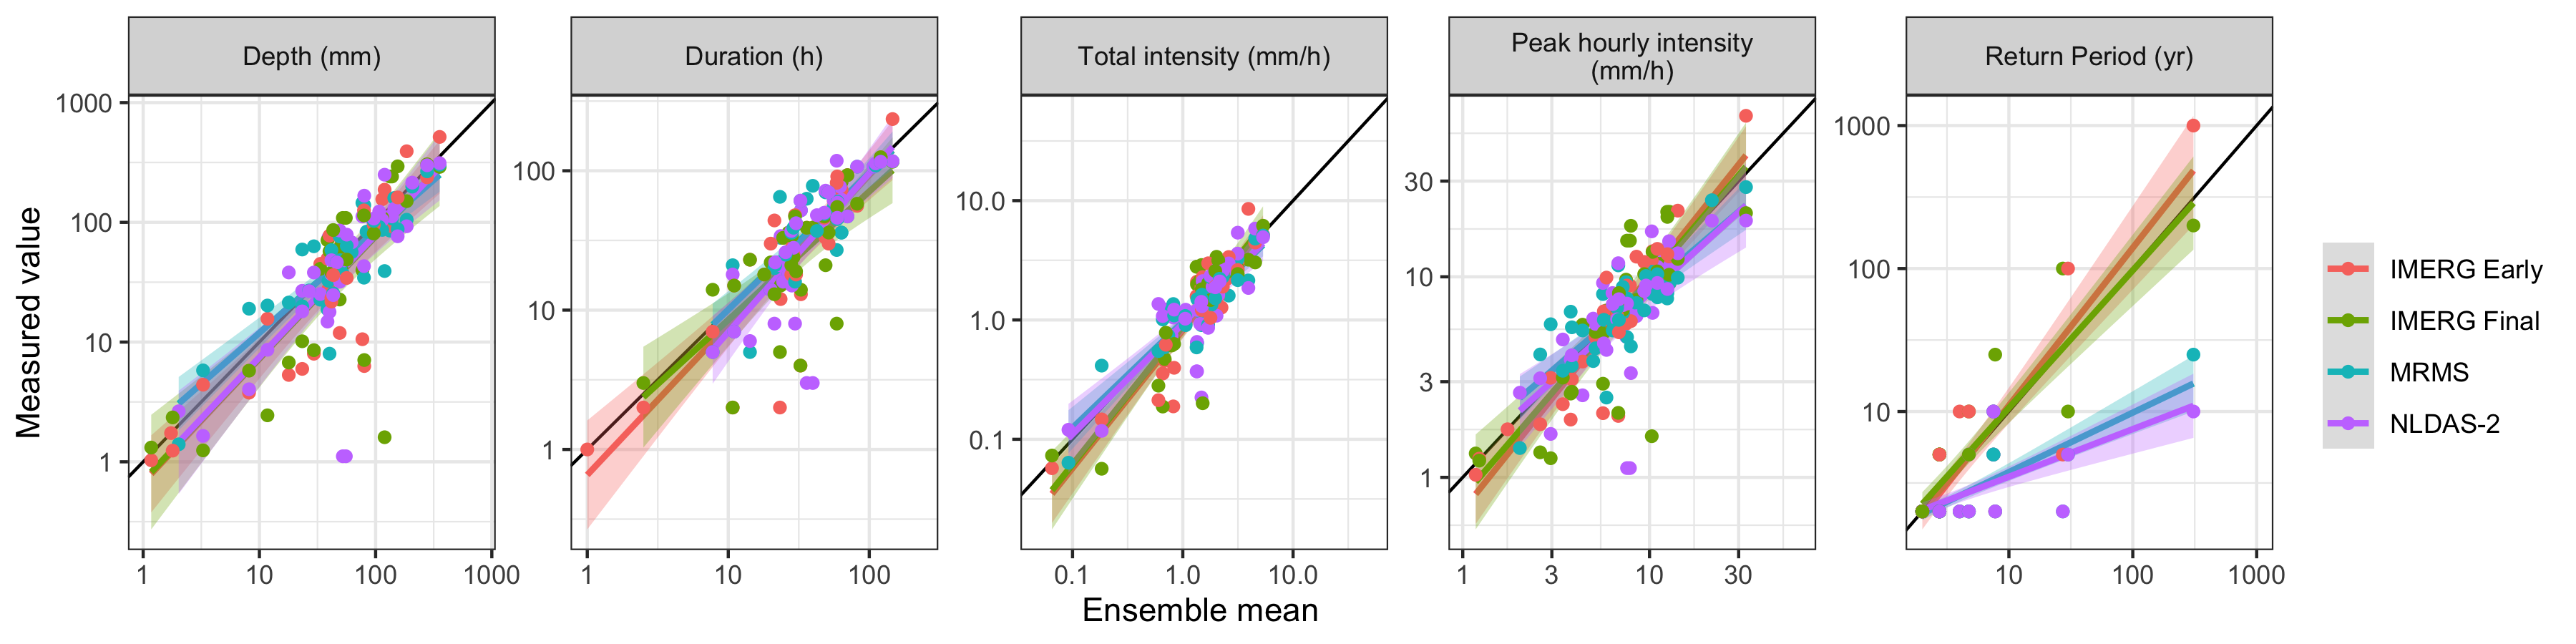 Depth (mm)
Duration (h)
Total intensity (mm/h)
Peak hourly intensity
(mm/h)
Return Period (yr)
Measured value
1000
100
10
1
1 10 100 1000
100
10
1
1 10 100
10.0
1.0
0.1
0.1 1.0 10.0
30
10
3
1
1 3 10 30
1000
100
10
10 100 1000
Ensemble mean
IMERG Early
IMERG Final
MRMS
NLDAS-2